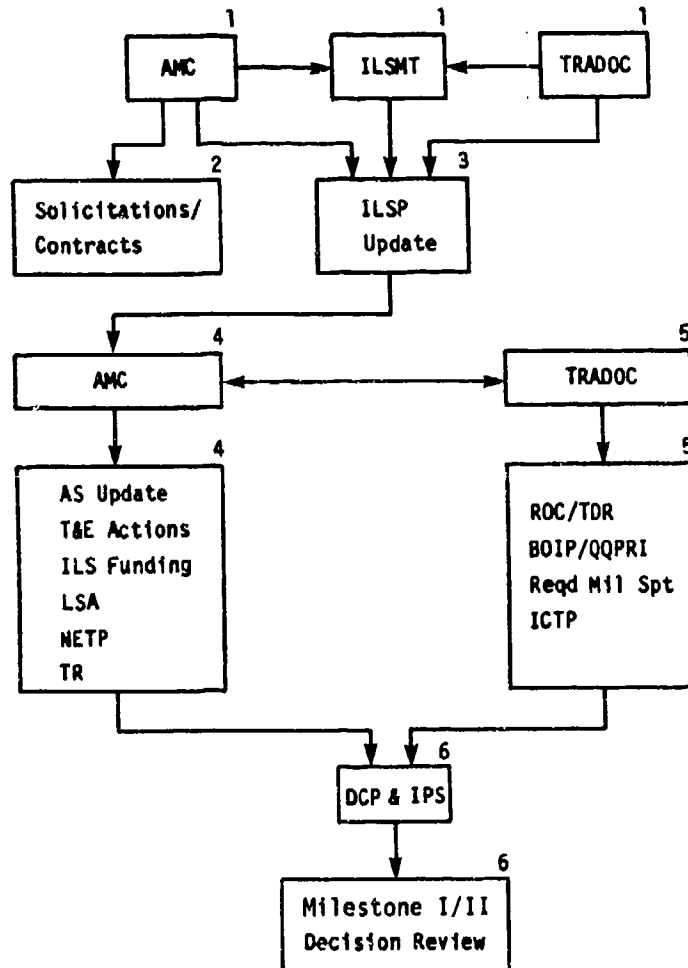 1 1 1
AMC ILSMT TRADOC
2 3
Solicitations/
Contracts
ILSP
Update
4 5
AMC TRADOC
4 5
AS Update
T&E Actions
ILS Funding
LSA
NETP
TR
ROC/TDR
BOIP/QQPRI
Reqd Mil Spt
ICTP
6
DCP & IPS
6
Milestone I/II
Decision Review